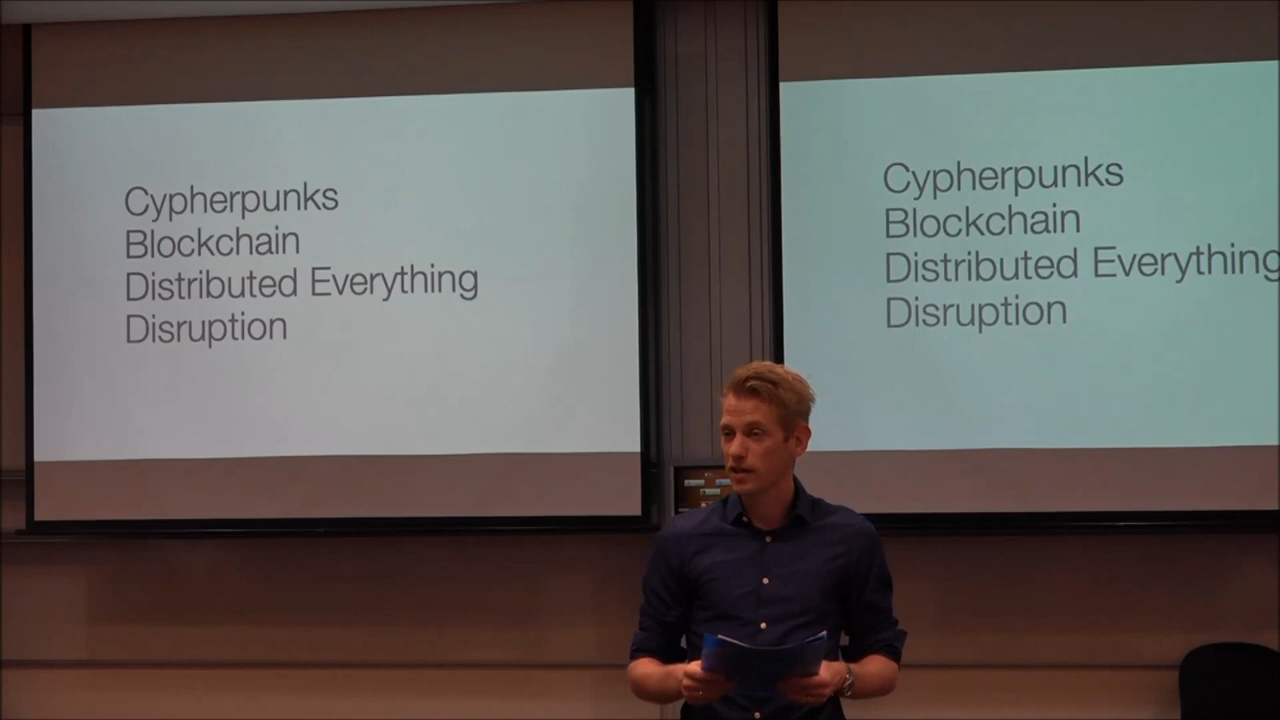 Cypherpunks
Blockchain
Distributed Everything
Disruption
Cypherpunks
Blockchain
Distributed Everything
Disruption